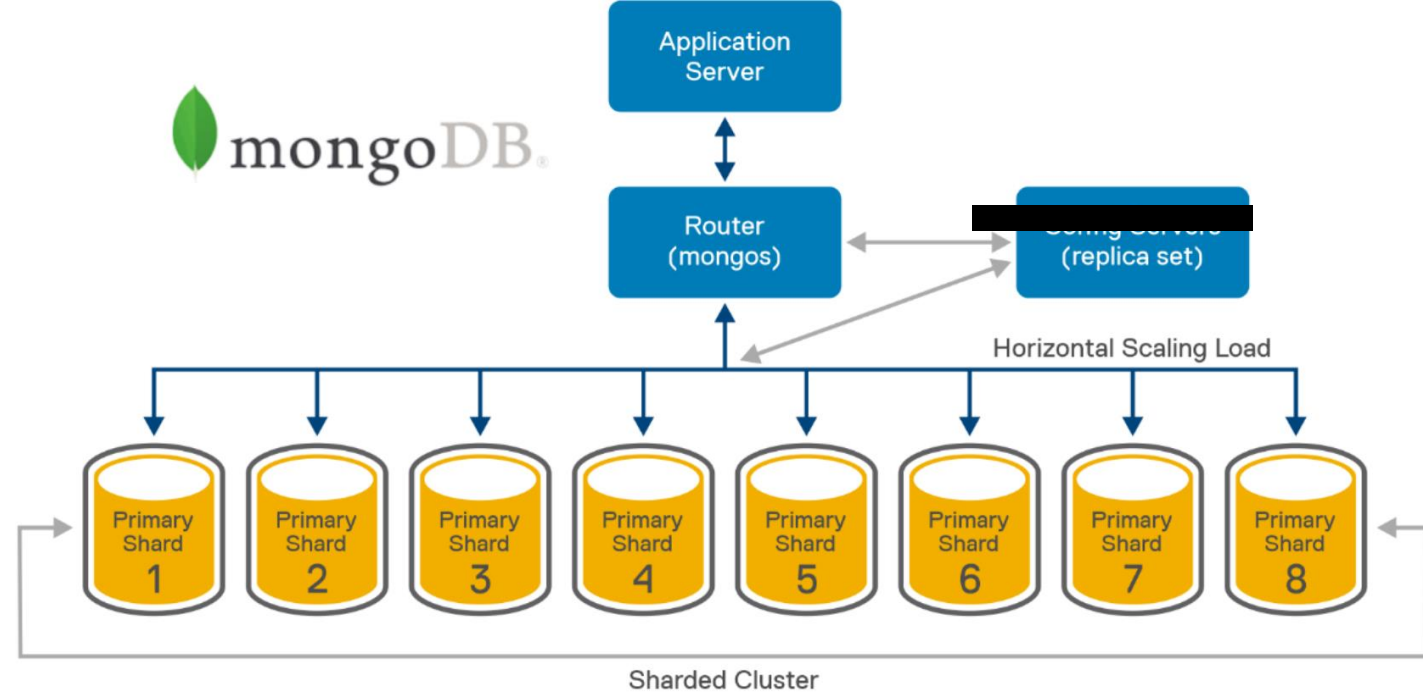 Application
Server
mongoDB®
Router
(mongos)
(replica set)
Horizontal Scaling Load
Primary
Shard
1
Primary
Shard
2
Primary
Shard
3
Primary
Shard
4
Primary
Shard
5
Primary
Shard
6
Primary
Shard
7
Primary
Shard
8
Sharded Cluster